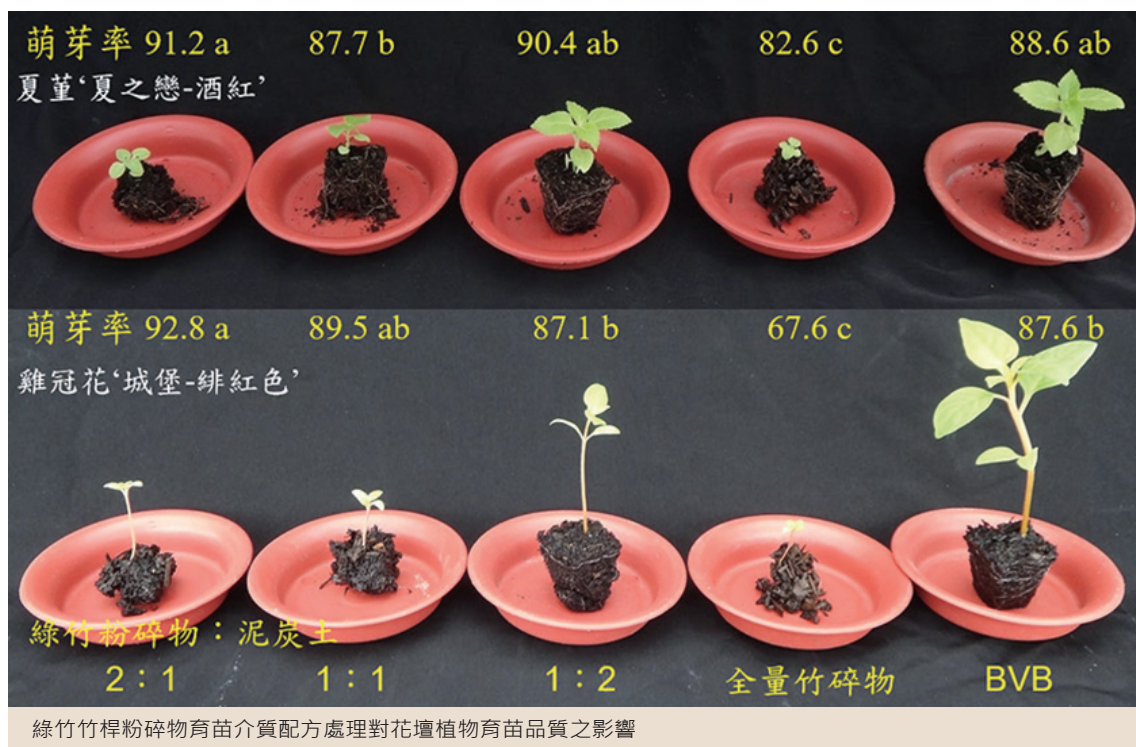 萌芽率 91.2 a 87.7 b 90.4 ab 82.6 c 88.6 ab
夏堇‘夏之戀-酒紅’
萌芽率 92.8 a 89.5 ab 87.1 b 67.6 c 87.6 b
雞冠花‘城堡-緋紅色’
綠竹粉碎物：泥炭土
2：1 1：1 1：2 全量竹碎物 BVB
綠竹竹桿粉碎物育苗介質配方處理對花壇植物育苗品質之影響